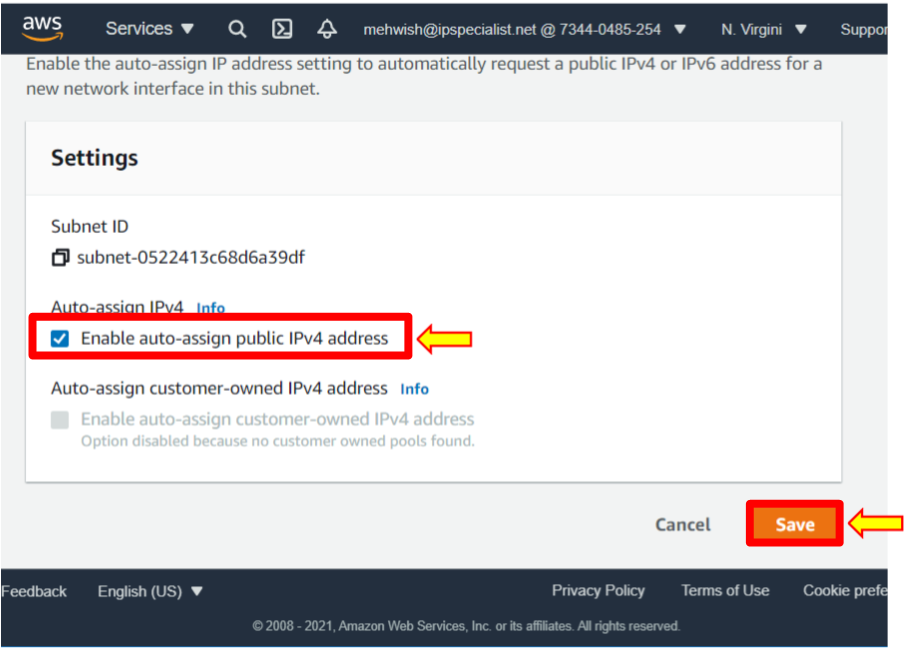 aws Services ▼ mehwish@ipspecialist.net @ 7344-0485-254 ▼ N. Virgini ▼ Suppor
Enable the auto-assign IP address setting to automatically request a public IPv4 or IPv6 address for a
new network interface in this subnet.
Settings
Subnet ID
subnet-0522413c68d6a39df
Auto-assign IPv4 Info
Enable auto-assign public IPv4 address
Auto-assign customer-owned IPv4 address Info
Enable auto-assign customer-owned IPv4 address
Option disabled because no customer owned pools found.
Cancel Save
Feedback English (US) ▼ Privacy Policy Terms of Use Cookie prefe
© 2008 - 2021, Amazon Web Services, Inc. or its affiliates. All rights reserved.